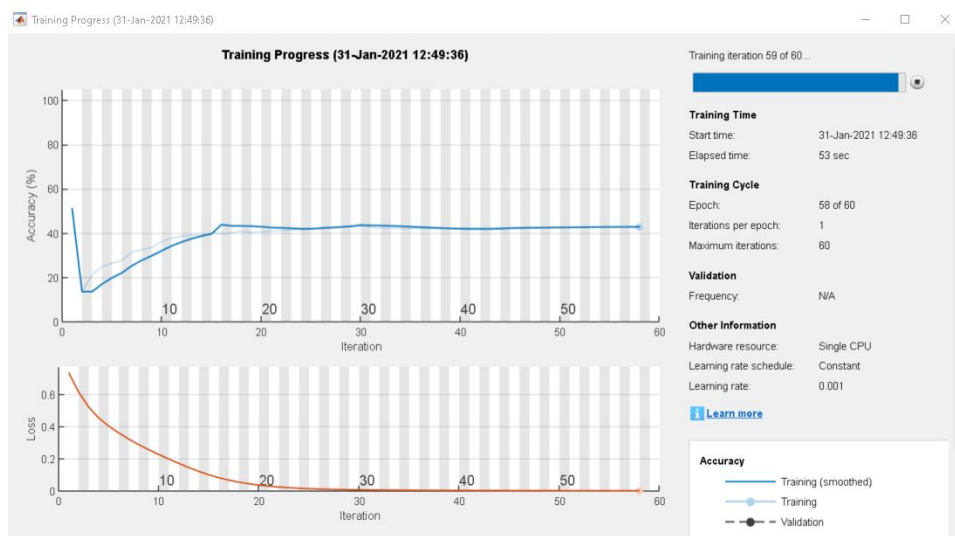 Training Progress (31-Jan-2021 12:49:36)
Training Progress (31-Jan-2021 12:49:36)
100
80
60
40
20
0
Accuracy (%)
10
20
30
40
50
0
10
20
30
40
50
60
Iteration
0.6
0.4
0.2
0
Loss
10
20
30
40
50
0
10
20
30
40
50
60
Iteration
Training iteration 59 of 60...
Training Time
Start time: 31-Jan-2021 12:49:36
Elapsed time: 53 sec
Training Cycle
Epoch: 58 of 60
Iterations per epoch: 1
Maximum iterations: 60
Validation
Frequency: N/A
Other Information
Hardware resource: Single CPU
Learning rate schedule: Constant
Learning rate: 0.001
i Learn more
Accuracy
Training (smoothed)
Training
Validation